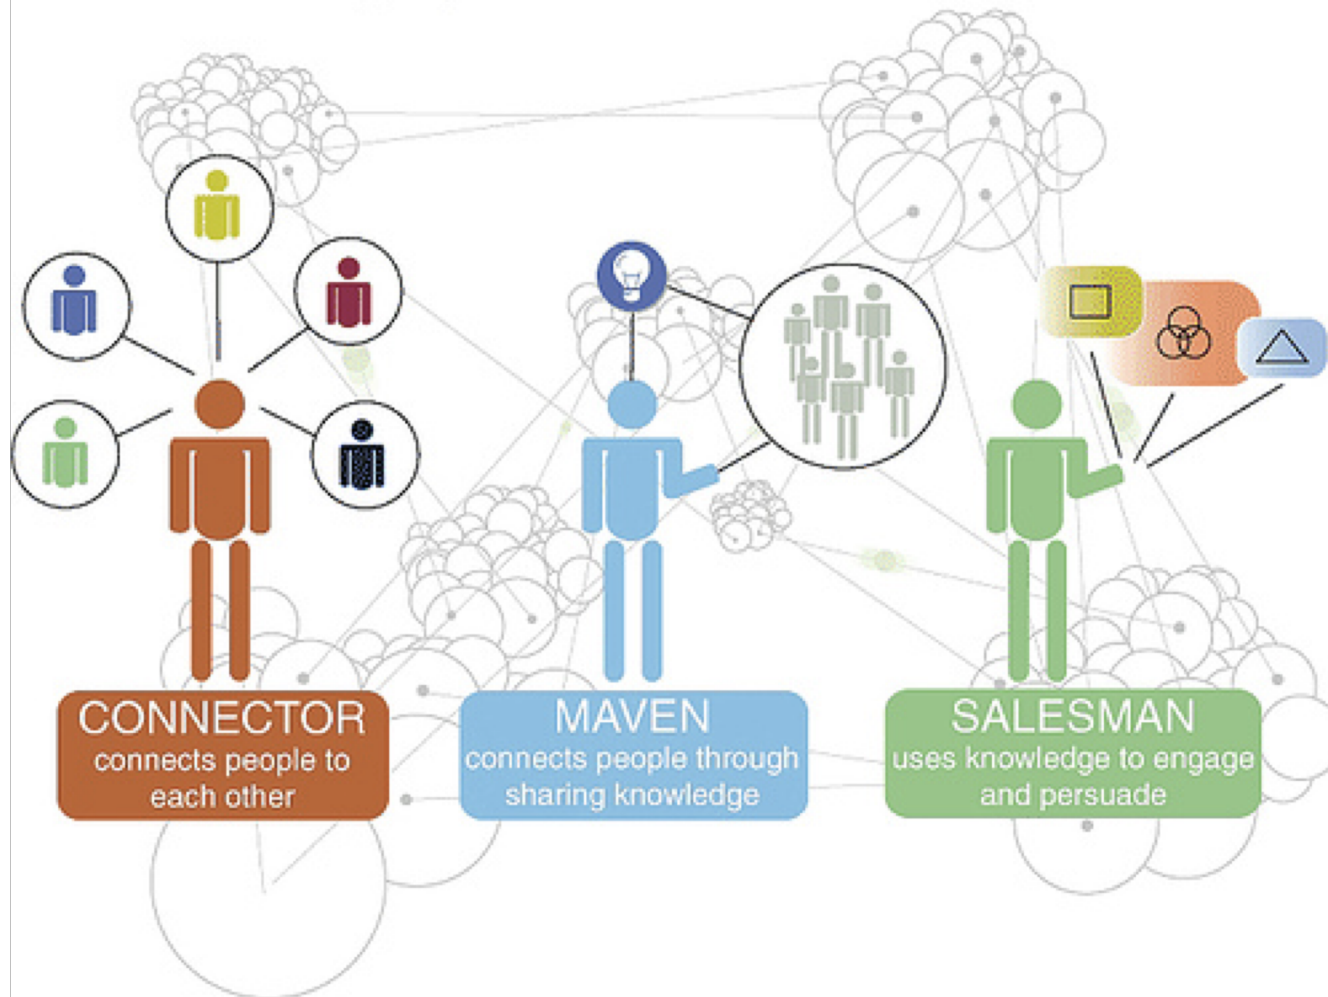 CONNECTOR
connects people to
each other
MAVEN
connects people through
sharing knowledge
SALESMAN
uses knowledge to engage
and persuade